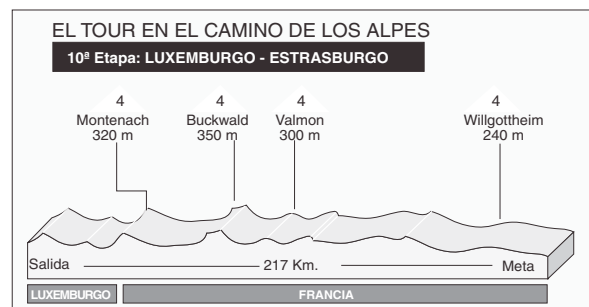 EL TOUR EN EL CAMINO DE LOS ALPES
10ª Etapa: LUXEMBURGO - ESTRASBURGO
4
Montenach
320 m
4
Buckwald
350 m
4
Valmon
300 m
4
Willgottheim
240 m
Salida 217 Km. Meta
LUXEMBURGO FRANCIA